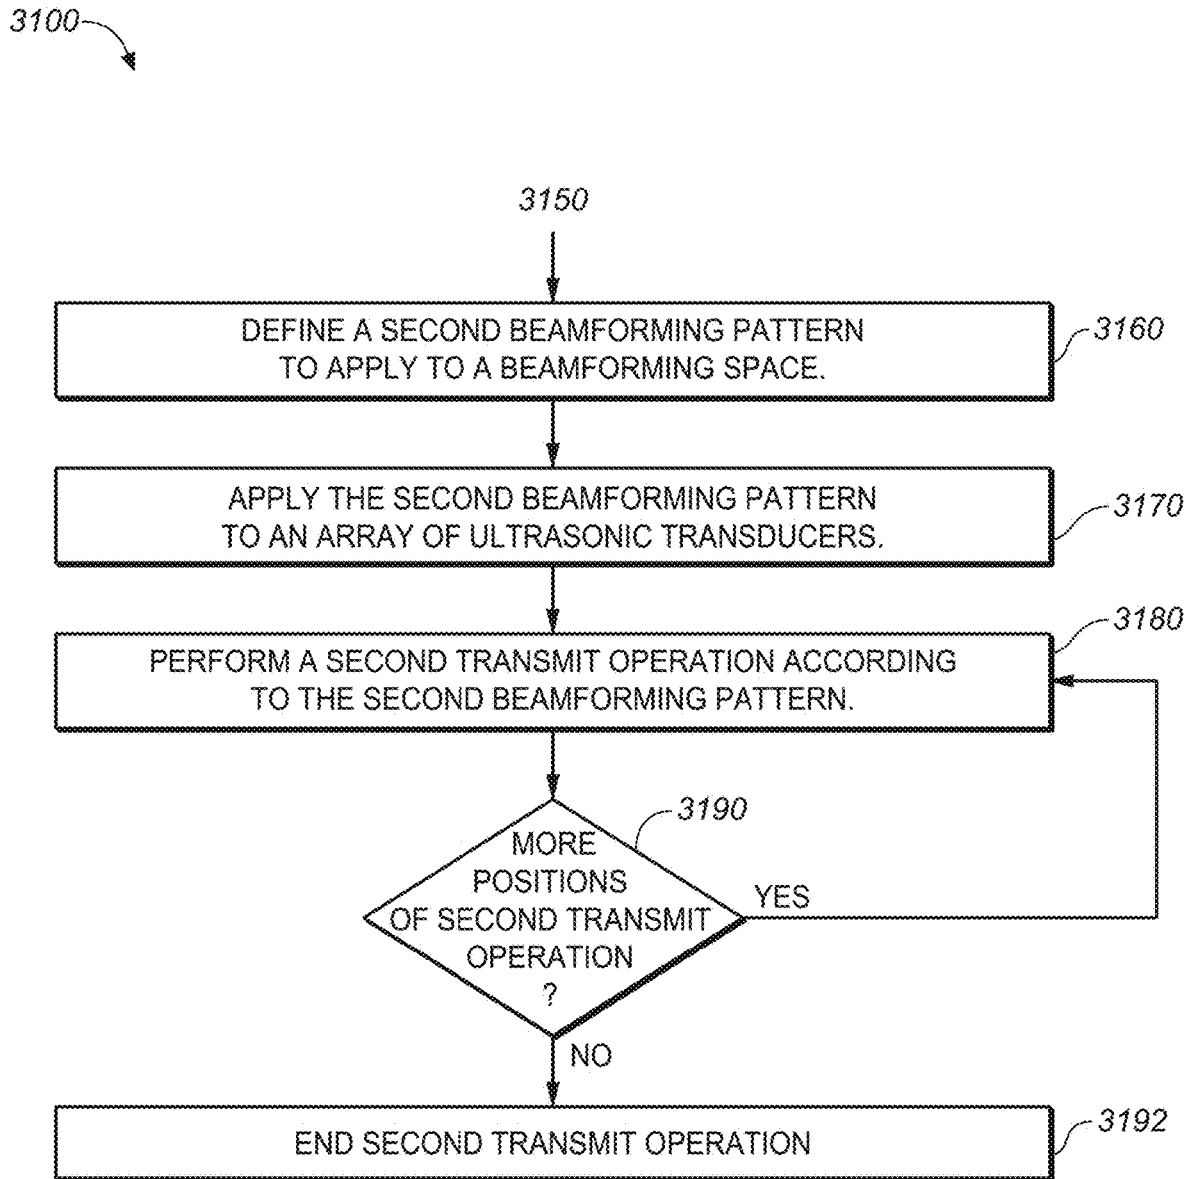 3100
3150
DEFINE A SECOND BEAMFORMING PATTERN
TO APPLY TO A BEAMFORMING SPACE.
3160
APPLY THE SECOND BEAMFORMING PATTERN
TO AN ARRAY OF ULTRASONIC TRANSDUCERS.
3170
PERFORM A SECOND TRANSMIT OPERATION ACCORDING
TO THE SECOND BEAMFORMING PATTERN.
3180
MORE
POSITIONS
OF SECOND TRANSMIT
OPERATION
?
3190
YES
NO
END SECOND TRANSMIT OPERATION
3192